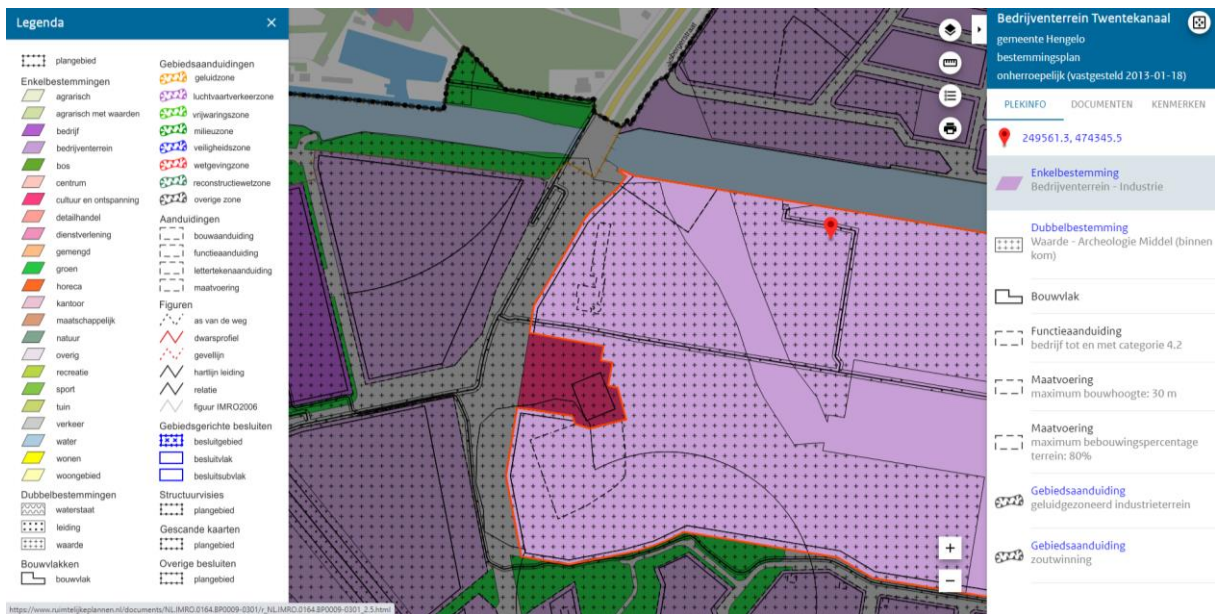 Legenda
plangebied
Enkelbestemmingen
agrarisch
agrarisch met waarden
bedrijf
bedrijventerrein
bos
centrum
cultuur en ontspanning
detailhandel
dienstverlening
gemengd
groen
horeca
kantoor
maatschappelijk
natuur
overig
recreatie
sport
tuin
verkeer
water
wonen
woongebied
Dubbelbestemmingen
waterstaat
leiding
waarde
Bouwvlakken
bouwvlak
Gebiedsaanduidingen
geluidzone
luchtvaartverkeerzone
vrijwaringszone
milieuzone
veiligheidszone
wetgevingzone
reconstructiewetzone
overige zone
Aanduidingen
bouwaanduiding
functieaanduiding
lettertekenaanduiding
maatvoering
Figuren
as van de weg
dwarsprofiel
gevellijn
hartlijn leiding
relatie
figuur IMRO2006
Gebiedsgerichte besluiten
besluitgebied
besluitvlak
besluitsubvlak
Structuurvisies
plangebied
Gescande kaarten
plangebied
Overige besluiten
plangebied
https://www.ruimtelijkeplannen.nl/documents/NL.IMRO.0164.BP0009-0301/r_NL.IMRO.0164.BP0009-0301_2.5.html
Bedrijventerrein Twentekanaal
gemeente Hengelo
bestemmingsplan
onherroepelijk (vastgesteld 2013-01-18)
PLEKINFO DOCUMENTEN KENMERKEN
249561.3, 474345.5
Enkelbestemming
Bedrijventerrein - Industrie
Dubbelbestemming
Waarde - Archeologie Middel (binnen
kom)
Bouwvlak
Functieaanduiding
bedrijf tot en met categorie 4.2
Maatvoering
maximum bouwhoogte: 30 m
Maatvoering
maximum bebouwingspercentage
terrein: 80%
Gebiedsaanduiding
geluidgezoneerd industrieterrein
Gebiedsaanduiding
zoutwinning